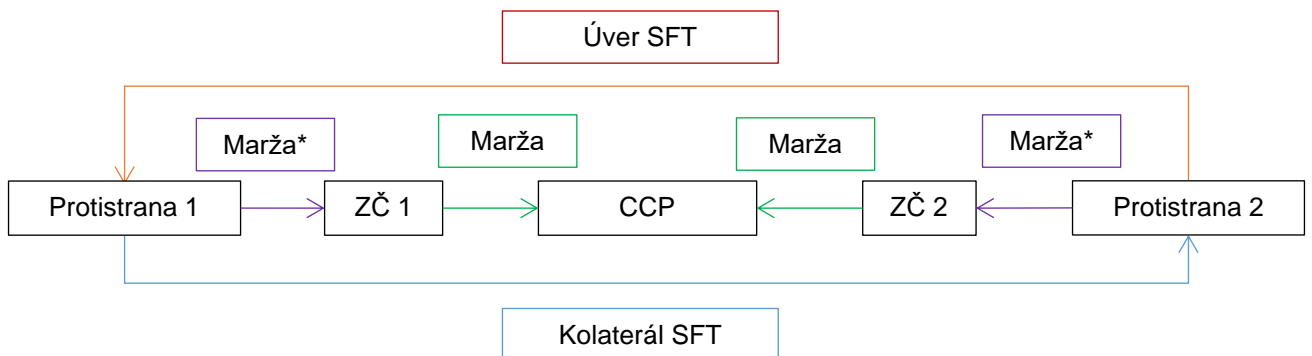 Úver SFT
Marža*
Marža
Marža
Marža*
Protistrana 1
ZČ 1
CCP
ZČ 2
Protistrana 2
Kolaterál SFT